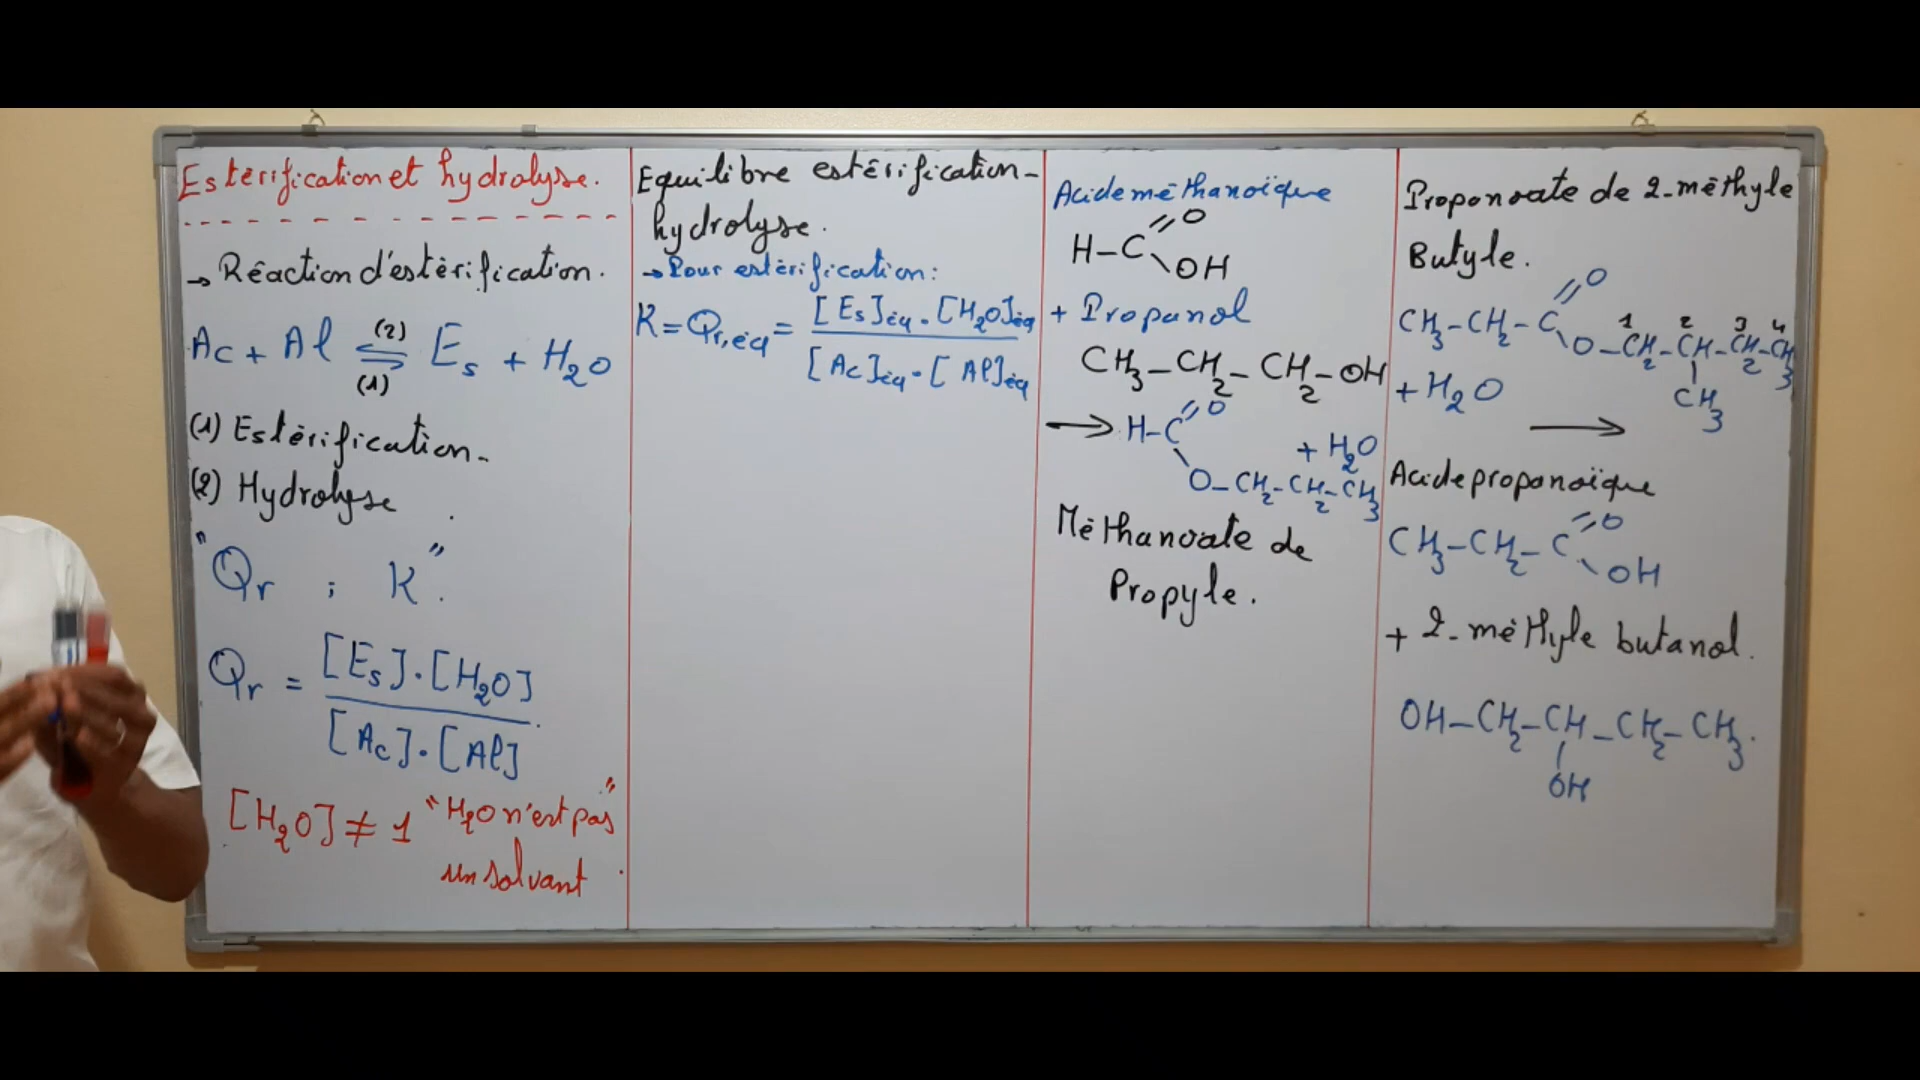 Estérification et hydrolyse.
→ Réaction d'estérification.
Ac + Al ⇌ Es + H2O
(2)
(1)
(1) Estérification.
(2) Hydrolyse
"Qr ; K".
Qr = [Es].[H2O] / [Ac].[Al]
[H2O] ≠ 1 "H2O n'est pas
un solvant"
Equilibre estérification-
hydrolyse.
→ Pour estérification:
K = Qr,éq = [Es]éq.[H2O]éq / [Ac]éq.[Al]éq
Acide méthanoïque
O
H-C
OH
+ Propanol
CH3-CH2-CH2-OH
O
→ H-C + H2O
O-CH2-CH2-CH3
Méthanoate de
Propyle.
Propanoate de 2-méthyle
Butyle.
O
CH3-CH2-C
1 2 3 4
O-CH2-CH-CH2-CH3
CH3
+ H2O
→
Acide propanoïque
O
CH3-CH2-C
OH
+ 2-méthyle butanol.
OH-CH2-CH-CH2-CH3.
OH